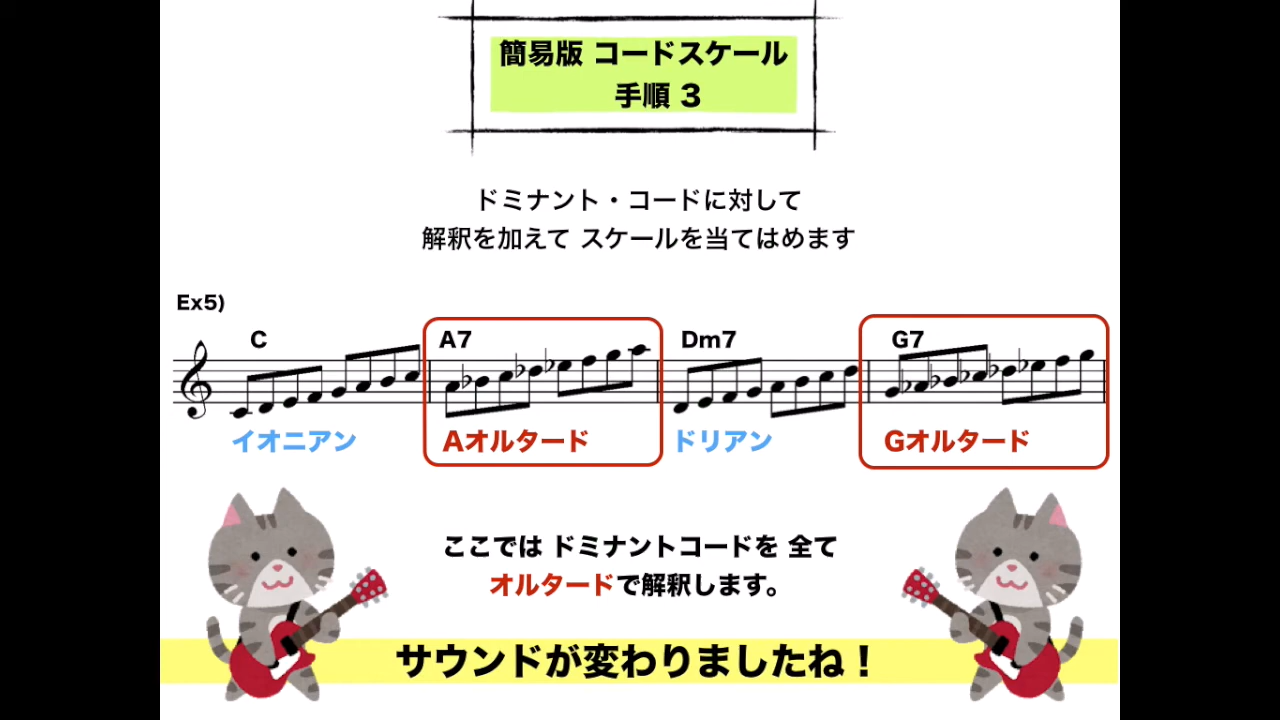 簡易版 コードスケール
手順 3
ドミナント・コードに対して
解釈を加えて スケールを当てはめます
Ex5)
C A7 Dm7 G7
イオニアン Aオルタード ドリアン Gオルタード
ここでは ドミナントコードを 全て
オルタードで解釈します。
サウンドが変わりましたね！